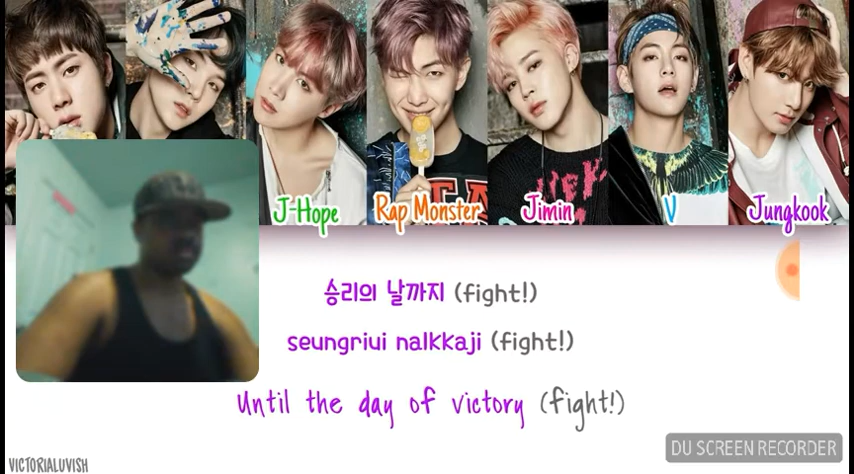 J-Hope
Rap Monster
Jimin
V
Jungkook
승리의 날까지 (fight!)
seungriui nalkkaji (fight!)
Until the day of victory (fight!)
VICTORIALUVISH
DU SCREEN RECORDER